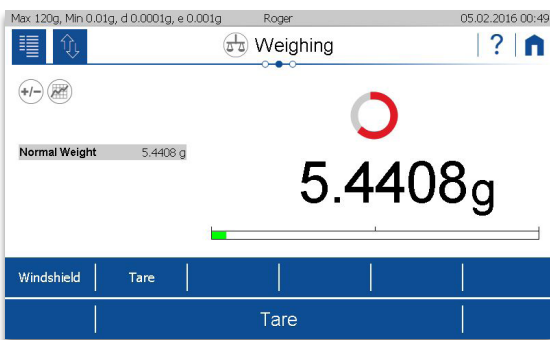 Max 120g, Min 0.01g, d 0.0001g, e 0.001g Roger 05.02.2016 00:49
Weighing ?
+/-
Normal Weight 5.4408 g
5.4408g
Windshield Tare
Tare